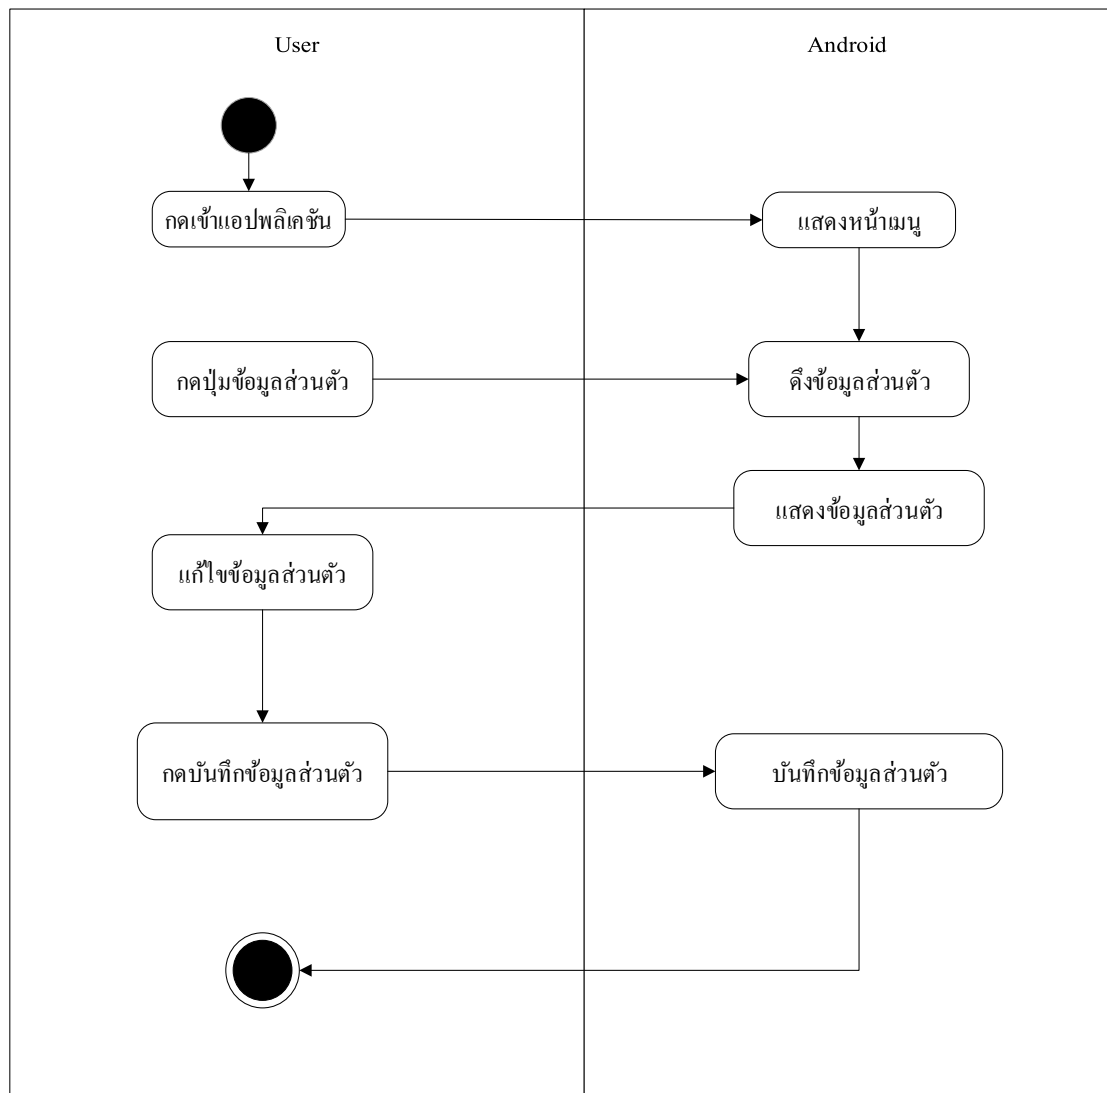 User
Android
กดเข้าแอปพลิเคชัน
แสดงหน้าเมนู
กดปุ่มข้อมูลส่วนตัว
ดึงข้อมูลส่วนตัว
แสดงข้อมูลส่วนตัว
แก้ไขข้อมูลส่วนตัว
กดบันทึกข้อมูลส่วนตัว
บันทึกข้อมูลส่วนตัว